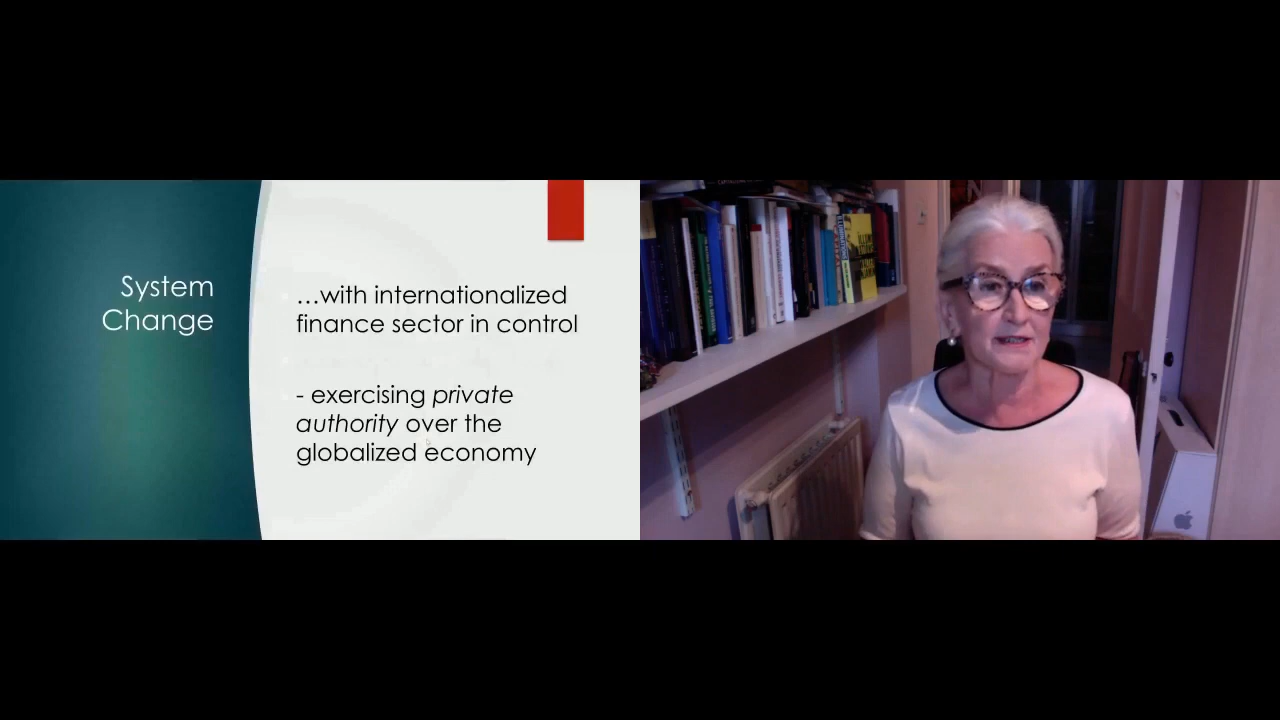 System
Change
…with internationalized
finance sector in control
- exercising private
authority over the
globalized economy